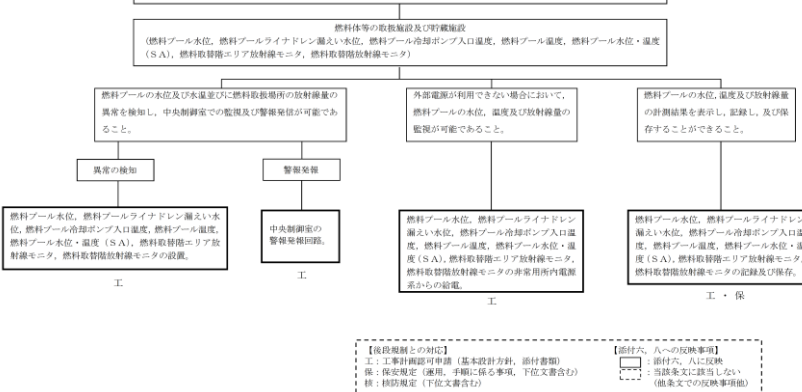 燃料体等の取扱施設及び貯蔵施設
(燃料プール水位，燃料プールライナドレン漏えい水位，燃料プール冷却ポンプ入口温度，燃料プール温度，燃料プール水位・温度
(SA)，燃料取替階エリア放射線モニタ，燃料取替階放射線モニタ)
燃料プールの水位及び水温並びに燃料取扱場所の放射線量の
異常を検知し，中央制御室での監視及び警報発信が可能であ
ること。
外部電源が利用できない場合において，
燃料プールの水位，温度及び放射線量の
監視が可能であること。
燃料プールの水位，温度及び放射線量
の計測結果を表示し，記録し，及び保
存することができること。
異常の検知
警報発報
燃料プール水位，燃料プールライナドレン漏えい水
位，燃料プール冷却ポンプ入口温度，燃料プール温度，
燃料プール水位・温度（SA），燃料取替階エリア放
射線モニタ，燃料取替階放射線モニタの設置。
工
中央制御室の
警報発報回路。
工
燃料プール水位，燃料プールライナドレン
漏えい水位，燃料プール冷却ポンプ入口温
度，燃料プール温度，燃料プール水位・温
度（SA），燃料取替階エリア放射線モニタ，
燃料取替階放射線モニタの非常用所内電源
系からの給電。
工
燃料プール水位，燃料プールライナドレン
漏えい水位，燃料プール冷却ポンプ入口温
度，燃料プール温度，燃料プール水位・温
度（SA），燃料取替階エリア放射線モニタ，
燃料取替階放射線モニタの記録及び保存。
工・保
【後段規制との対応】
工：工事計画認可申請（基本設計方針，添付書類）
保：保安規定（運用，手順に係る事項，下位文書含む）
核：核防規定（下位文書含む）
【添付六，八への反映事項】
：添付六，八に反映
：当該条文に該当しない
（他条文での反映事項他）